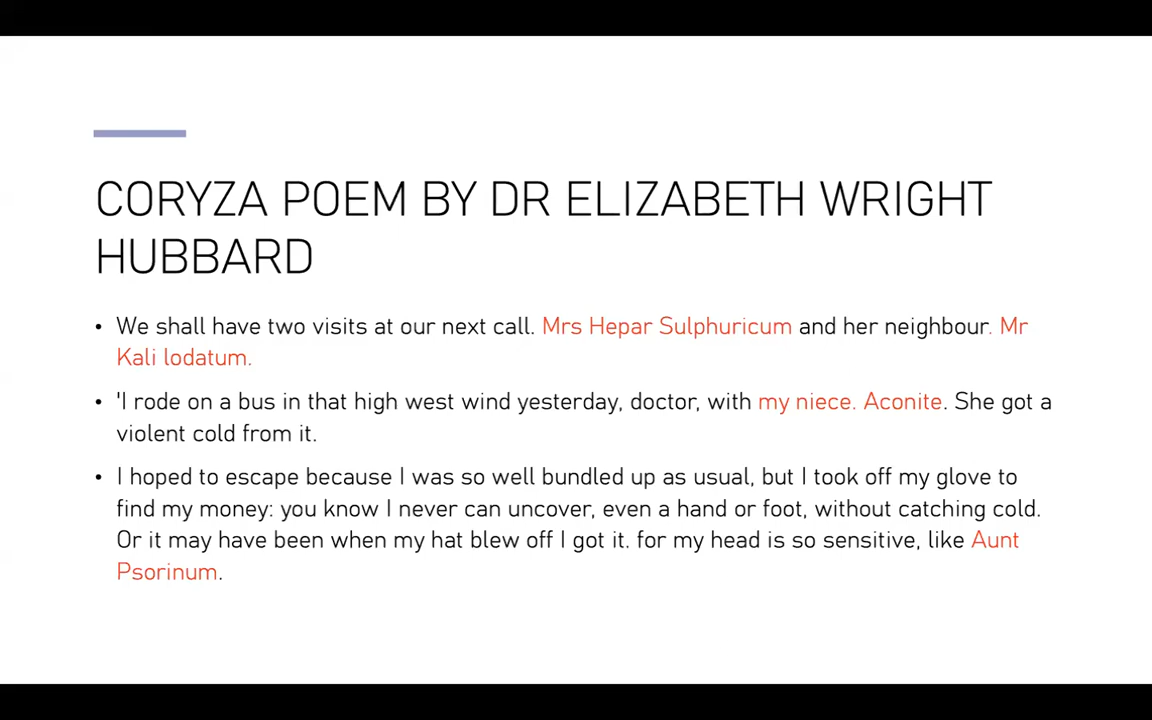 CORYZA POEM BY DR ELIZABETH WRIGHT
HUBBARD
• We shall have two visits at our next call. Mrs Hepar Sulphuricum and her neighbour. Mr
Kali lodatum.
• 'I rode on a bus in that high west wind yesterday, doctor, with my niece. Aconite. She got a
violent cold from it.
• I hoped to escape because I was so well bundled up as usual, but I took off my glove to
find my money: you know I never can uncover, even a hand or foot, without catching cold.
Or it may have been when my hat blew off I got it. for my head is so sensitive, like Aunt
Psorinum.